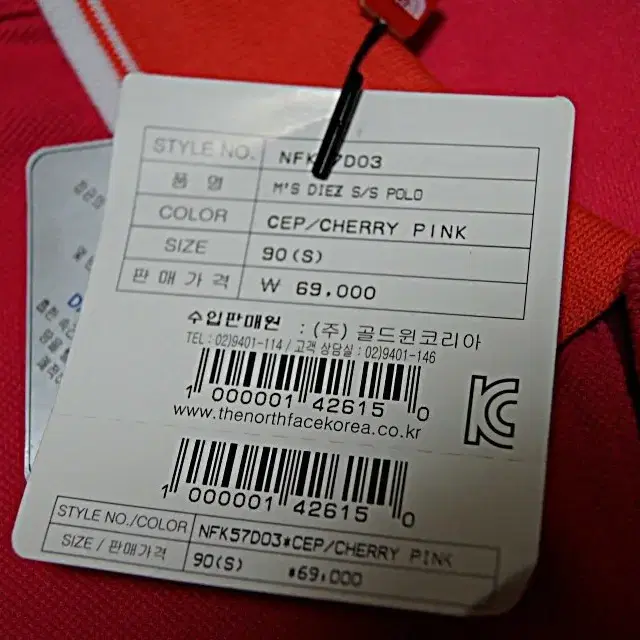 STYLE NO. NFK57D03
품 명 M'S DIEZ S/S POLO
COLOR CEP/CHERRY PINK
SIZE 90(S)
판매가격 ₩ 69,000
수입판매원 : (주) 골드윈코리아
TEL : 02)9401-114 / 고객 상담실 : 02)9401-146
1 000001 42615 0
www.thenorthfacekorea.co.kr
1 000001 42615 0
STYLE NO./COLOR NFK57D03*CEP/CHERRY PINK
SIZE / 판매가격 90(S) *69,000